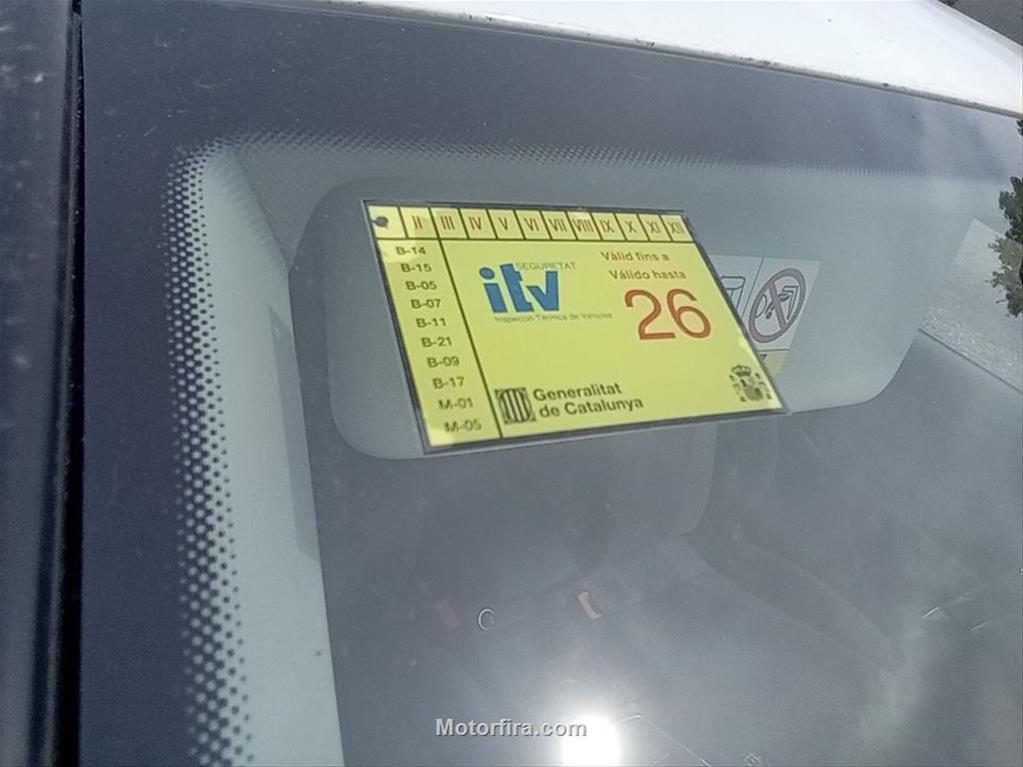 II III IV V VI VII VIII IX X XI XII
B-14
B-15
B-05
B-07
B-11
B-21
B-09
B-17
M-01
M-05
SEGURETAT
itv
Inspecció Tècnica de Vehicles
Vàlid fins a
Válido hasta
26
Generalitat
de Catalunya
Motorfira.com